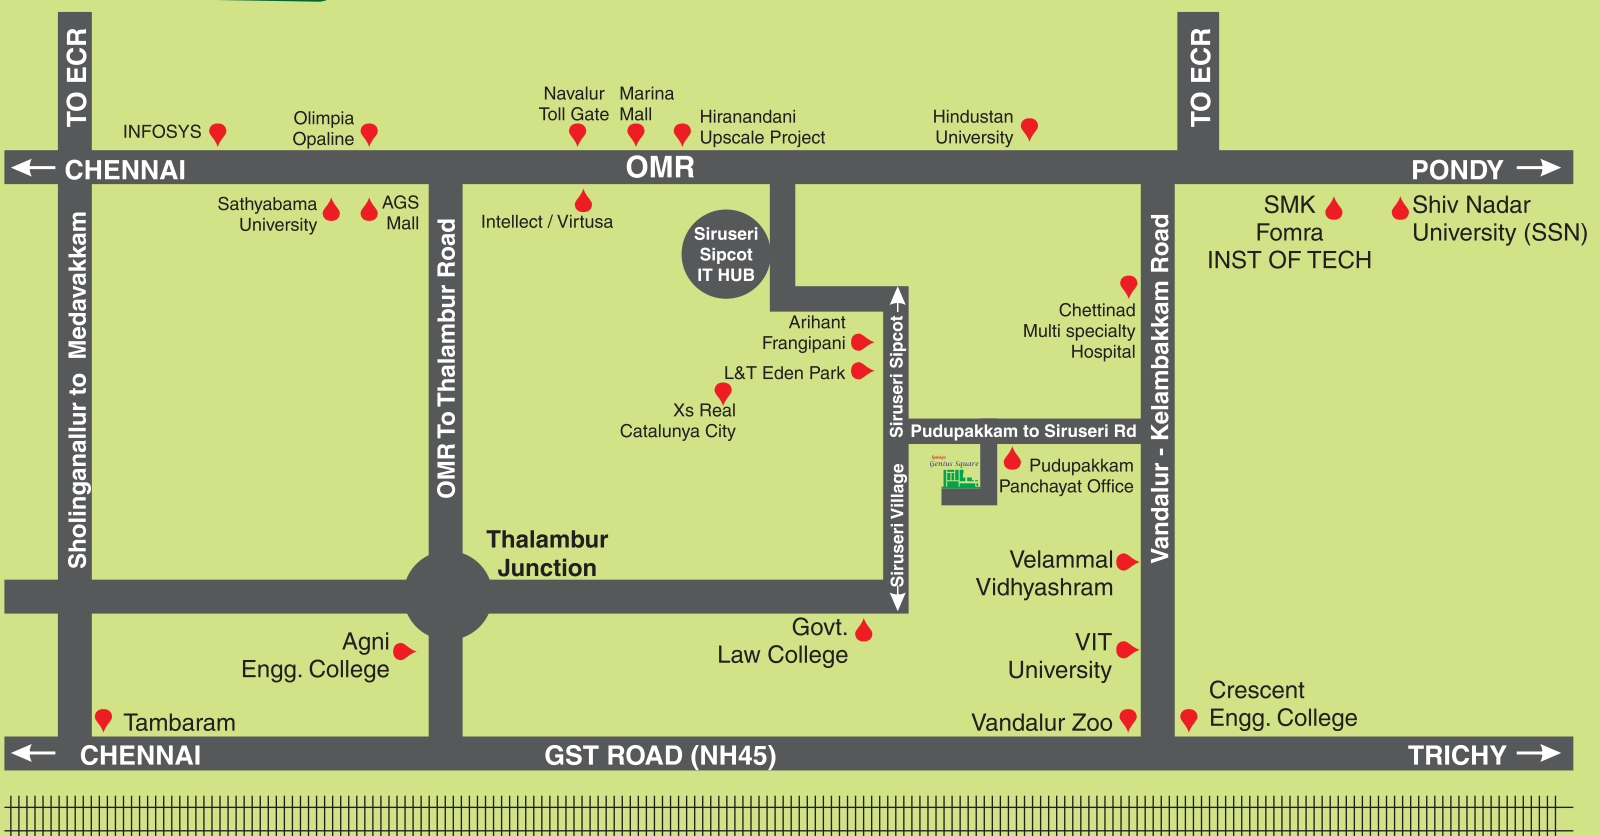 TO ECR
TO ECR
INFOSYS
Olimpia
Opaline
Navalur
Toll Gate
Marina
Mall
Hiranandani
Upscale Project
Hindustan
University
CHENNAI
OMR
PONDY
Sathyabama
University
AGS
Mall
Intellect / Virtusa
Siruseri
Sipcot
IT HUB
SMK
Fomra
INST OF TECH
Shiv Nadar
University (SSN)
Sholinganallur to Medavakkam
OMR To Thalambur Road
Arihant
Frangipani
L&T Eden Park
Xs Real
Catalunya City
Siruseri Sipcot
Siruseri Village
Chettinad
Multi specialty
Hospital
Vandalur - Kelambakkam Road
Pudupakkam to Siruseri Rd
Genius Square
Pudupakkam
Panchayat Office
Thalambur
Junction
Velammal
Vidhyashram
Agni
Engg. College
Govt.
Law College
VIT
University
Tambaram
Vandalur Zoo
Crescent
Engg. College
CHENNAI
GST ROAD (NH45)
TRICHY